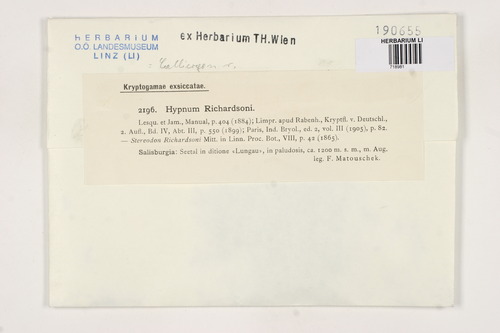 HERBARIUM
O.Ö. LANDESMUSEUM
LINZ (LI)
ex Herbarium TH.Wien
190655
HERBARIUM LI
Kryptogamae exsiccatae.
2196. Hypnum Richardsoni.
Lesqu. et Jam., Manual, p. 404 (1884); Limpr. apud Rabenh., Kryptfl. v. Deutschl.,
2. Aufl., Bd. IV, Abt. III, p. 550 (1899); Paris, Ind. Bryol., ed. 2, vol. III (1905), p. 82.
— Stereodon Richardsoni Mitt. in Linn. Proc. Bot., VIII, p. 42 (1865).
Salisburgia: Seetal in ditione «Lungau», in paludosis, ca. 1200 m. s. m., m. Aug.
leg. F. Matouschek.